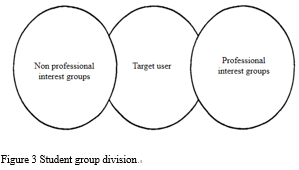 Non professional
interest groups
Target user
Professional
interest groups
Figure 3 Student group division.